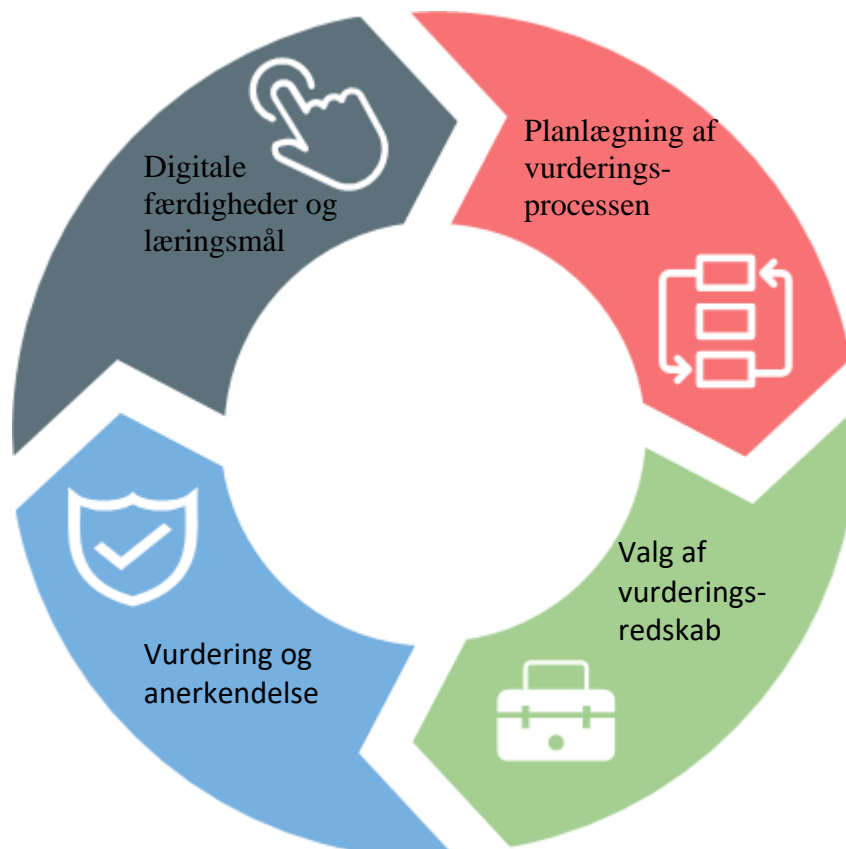 Digitale
færdigheder og
læringsmål
Planlægning af
vurderings-
processen
Valg af
vurderings-
redskab
Vurdering og
anerkendelse